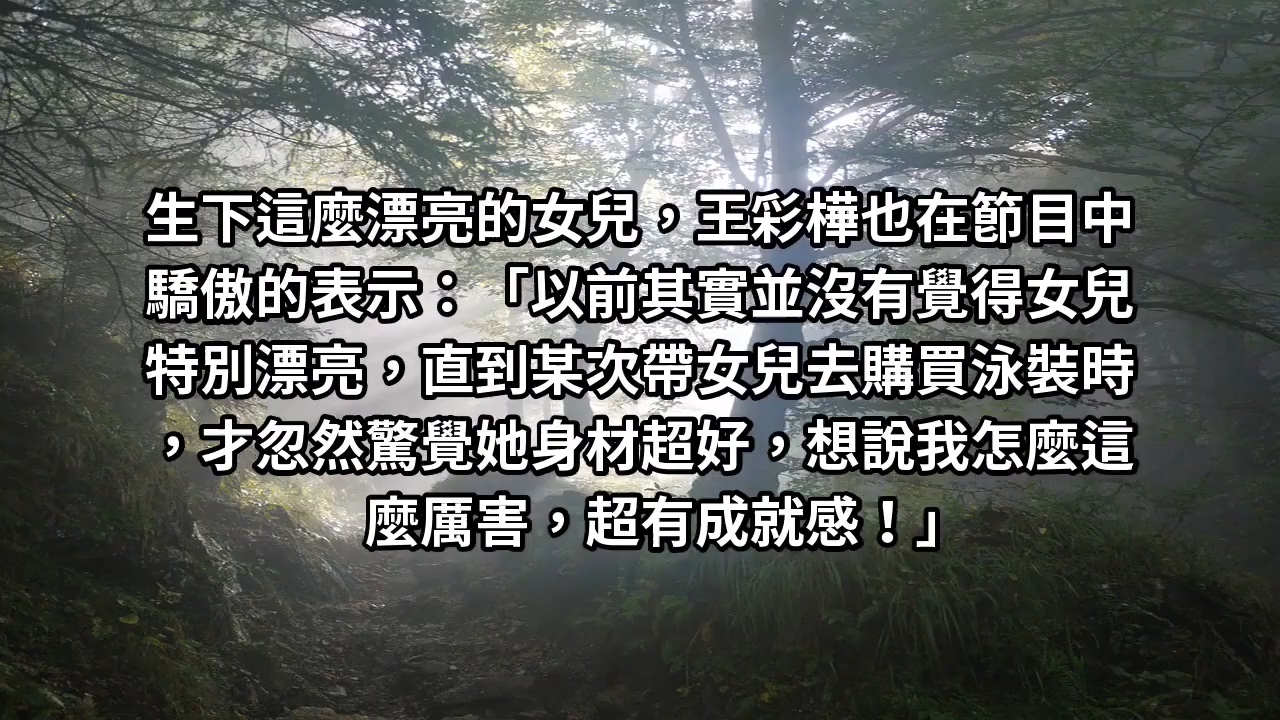 生下這麼漂亮的女兒，王彩樺也在節目中
驕傲的表示：「以前其實並沒有覺得女兒
特別漂亮，直到某次帶女兒去購買泳裝時
，才忽然驚覺她身材超好，想說我怎麼這
麼厲害，超有成就感！」